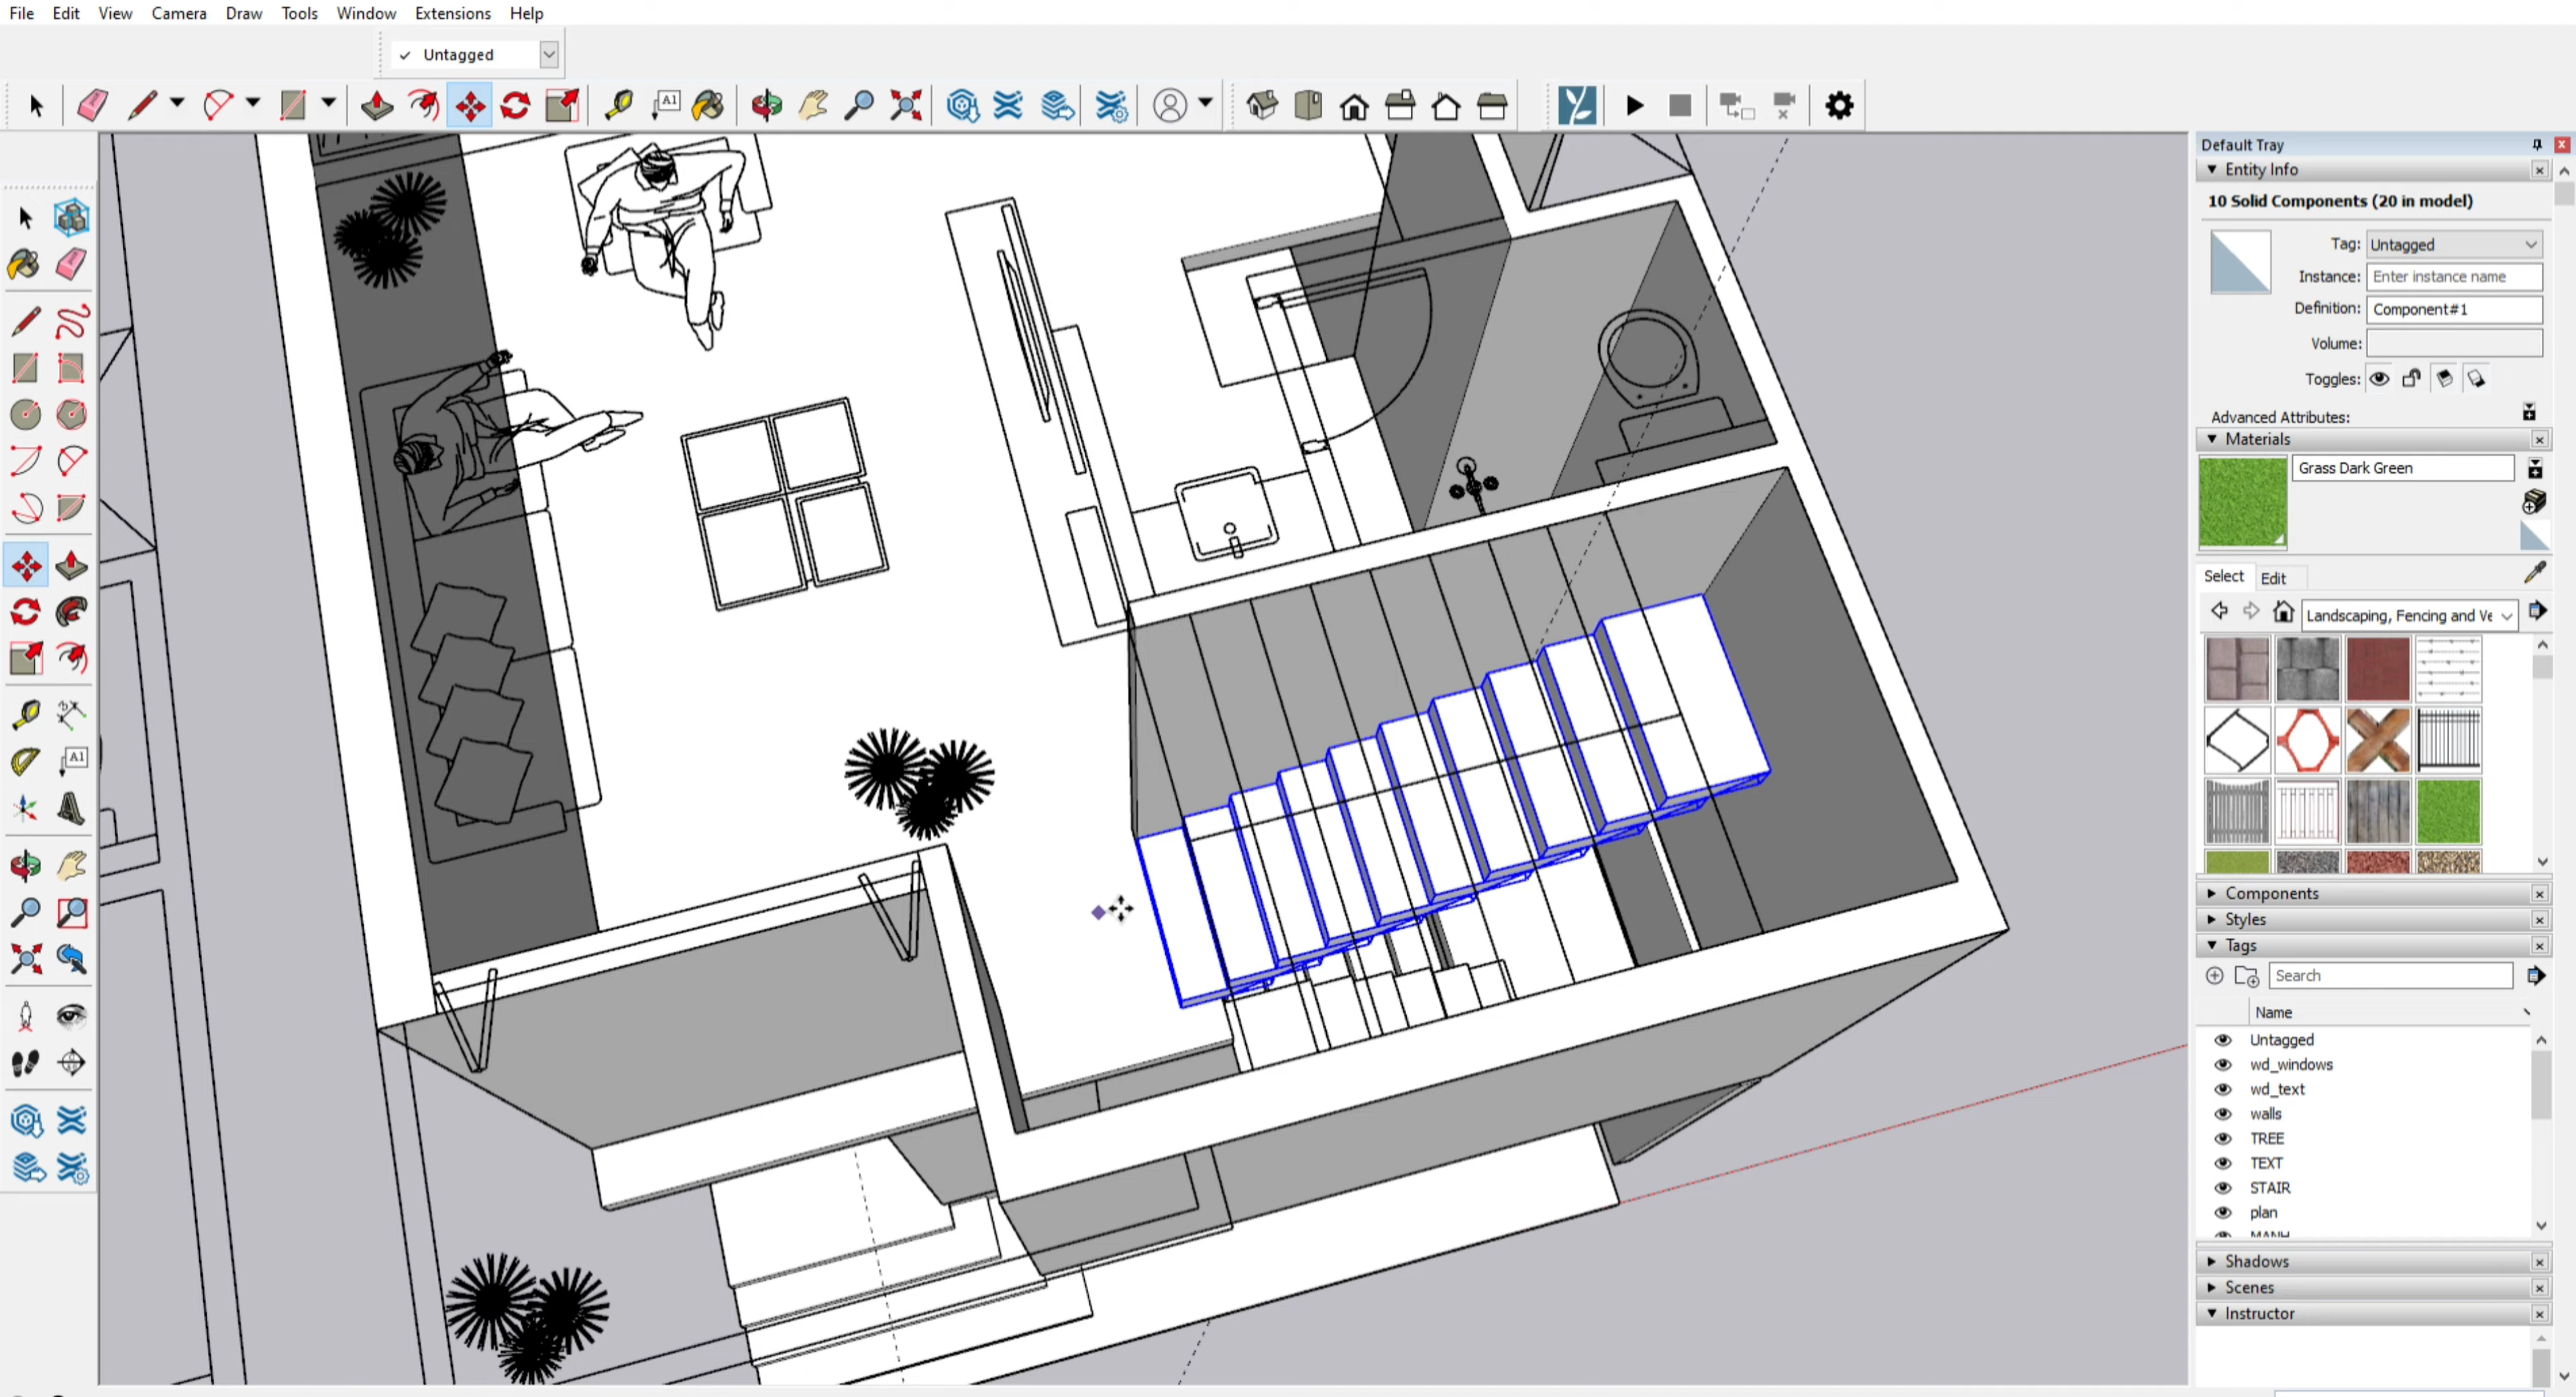 File Edit View Camera Draw Tools Window Extensions Help
Untagged
A1
Default Tray
Entity Info
10 Solid Components (20 in model)
Tag: Untagged
Instance: Enter instance name
Definition: Component#1
Volume:
Toggles:
Advanced Attributes:
Materials
Grass Dark Green
Select Edit
Landscaping, Fencing and Ve
A1
Components
Styles
Tags
Search
Name
Untagged
wd_windows
wd_text
walls
TREE
TEXT
STAIR
plan
Shadows
Scenes
Instructor